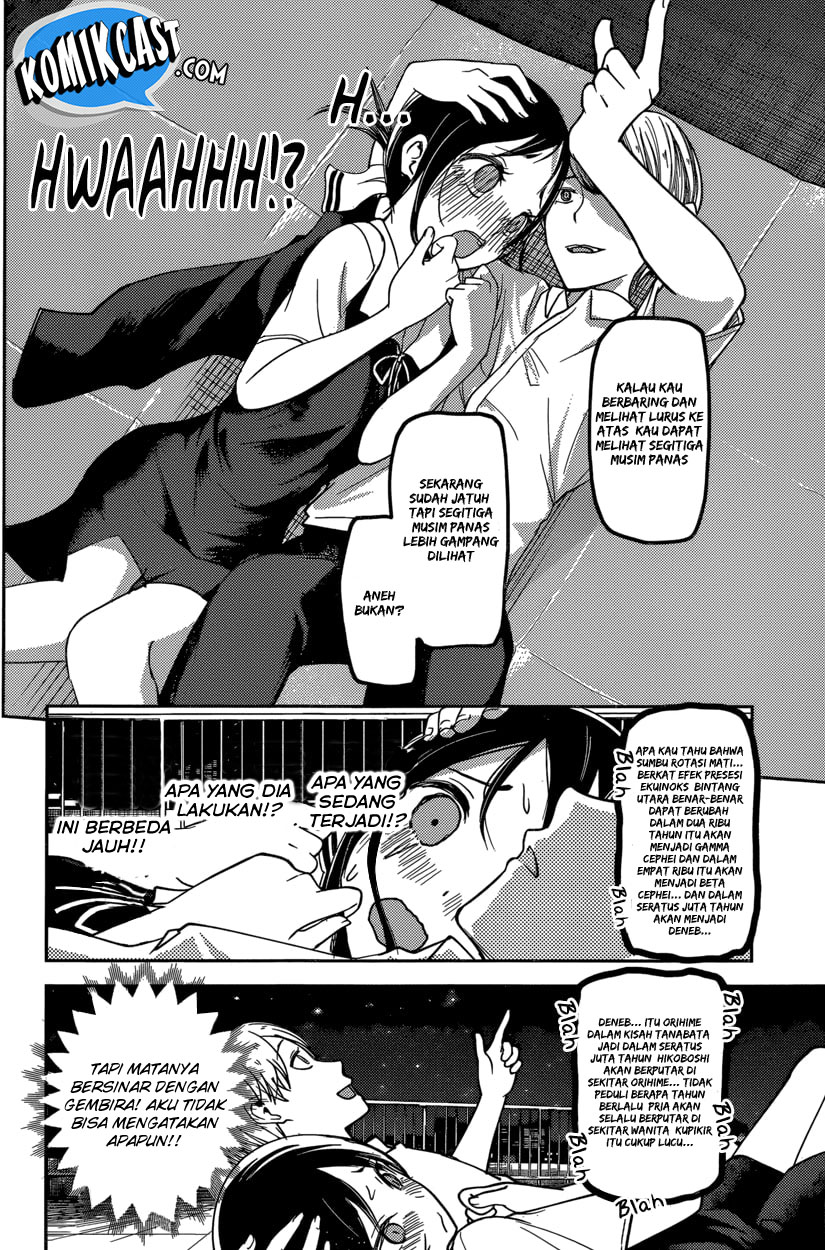 KOMIKCAST
.COM
H...
HWAAHHH!?
KALAU KAU
BERBARING DAN
MELIHAT LURUS KE
ATAS KAU DAPAT
MELIHAT SEGITIGA
MUSIM PANAS
SEKARANG
SUDAH JATUH
TAPI SEGITIGA
MUSIM PANAS
LEBIH GAMPANG
DILIHAT
ANEH
BUKAN?
APA KAU TAHU BAHWA
SUMBU ROTASI MATI...
BERKAT EFEK PRESESI
EKUINOKS BINTANG
UTARA BENAR-BENAR
DAPAT BERUBAH
DALAM DUA RIBU
TAHUN ITU AKAN
MENJADI GAMMA
CEPHEI DAN DALAM
EMPAT RIBU ITU AKAN
MENJADI BETA
CEPHEI... DAN DALAM
SERATUS JUTA TAHUN
AKAN MENJADI
DENEB...
Blah
Blah
APA YANG
SEDANG
TERJADI!?
APA YANG DIA
LAKUKAN!?
INI BERBEDA
JAUH!!
DENEB... ITU ORIHIME
DALAM KISAH TANABATA
JADI DALAM SERATUS
JUTA TAHUN HIKOBOSHI
AKAN BERPUTAR DI
SEKITAR ORIHIME... TIDAK
PEDULI BERAPA TAHUN
BERLALU PRIA AKAN
SELALU BERPUTAR DI
SEKITAR WANITA KUPIKIR
ITU CUKUP LUCU...
Blah
Blah
Blah
Blah
Blah
TAPI MATANYA
BERSINAR DENGAN
GEMBIRA! AKU TIDAK
BISA MENGATAKAN
APAPUN!!